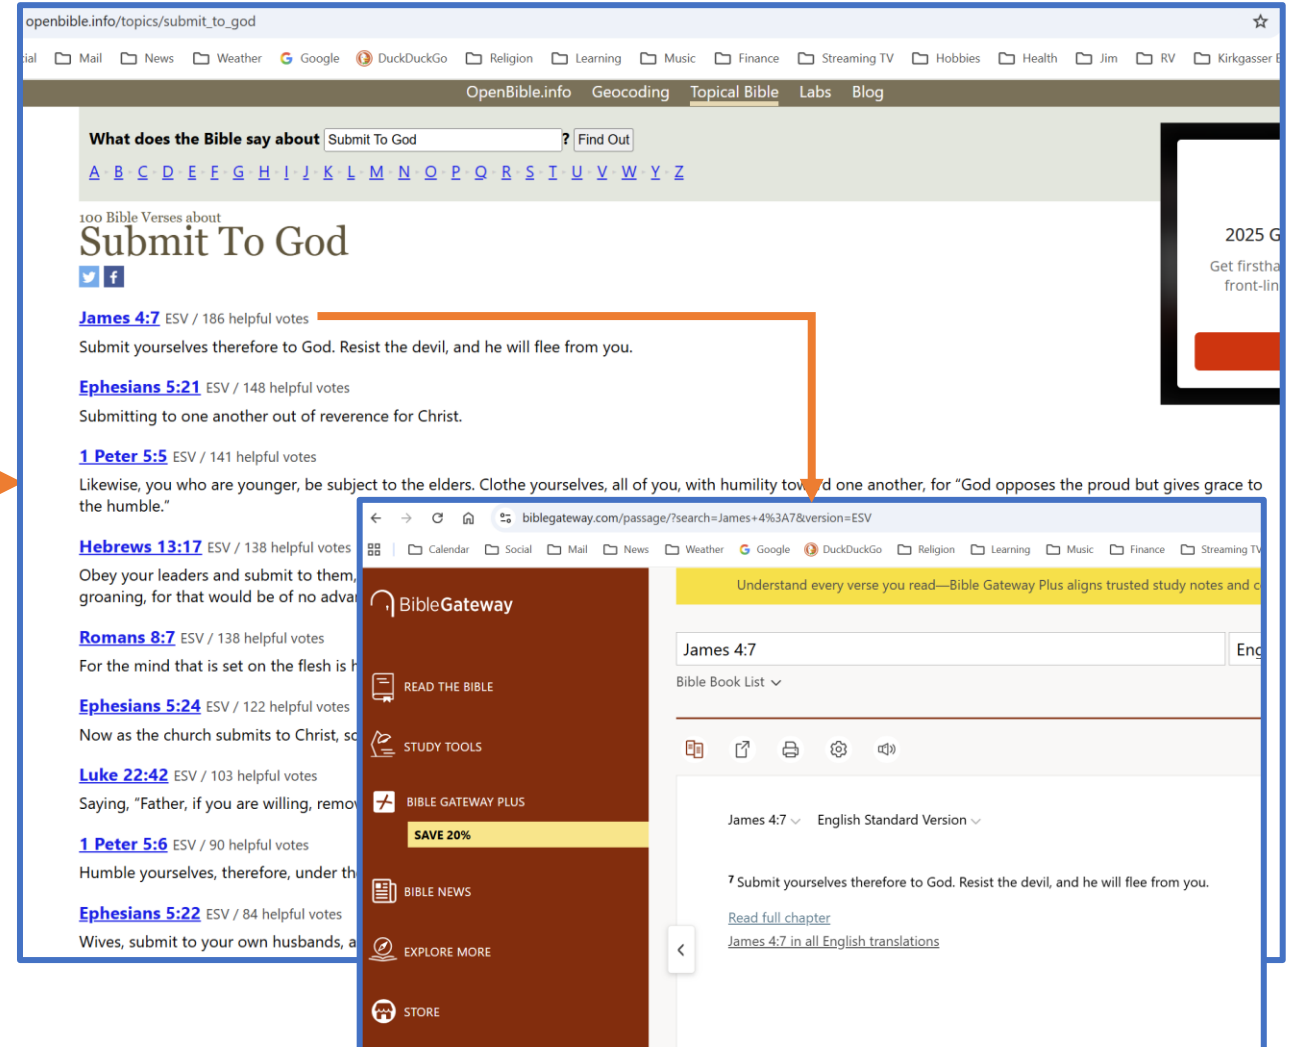 openbible.info/topics/submit_to_god
Mail News Weather Google DuckDuckGo Religion Learning Music Finance Streaming TV Hobbies Health Jim RV Kirkgasser
OpenBible.info Geocoding Topical Bible Labs Blog
What does the Bible say about Submit To God ? Find Out
A · B · C · D · E · F · G · H · I · J · K · L · M · N · O · P · Q · R · S · T · U · V · W · Y · Z
100 Bible Verses about
Submit To God
2025 G
Get firstha
front-lin
James 4:7 ESV / 186 helpful votes
Submit yourselves therefore to God. Resist the devil, and he will flee from you.
Ephesians 5:21 ESV / 148 helpful votes
Submitting to one another out of reverence for Christ.
1 Peter 5:5 ESV / 141 helpful votes
Likewise, you who are younger, be subject to the elders. Clothe yourselves, all of you, with humility toward one another, for “God opposes the proud but gives grace to
the humble.”
Hebrews 13:17 ESV / 138 helpful votes
Obey your leaders and submit to them,
groaning, for that would be of no adva
Romans 8:7 ESV / 138 helpful votes
For the mind that is set on the flesh is h
Ephesians 5:24 ESV / 122 helpful votes
Now as the church submits to Christ, so
Luke 22:42 ESV / 103 helpful votes
Saying, “Father, if you are willing, remov
1 Peter 5:6 ESV / 90 helpful votes
Humble yourselves, therefore, under th
Ephesians 5:22 ESV / 84 helpful votes
Wives, submit to your own husbands, a
biblegateway.com/passage/?search=James+4%3A7&version=ESV
Calendar Social Mail News Weather Google DuckDuckGo Religion Learning Music Finance Streaming TV
BibleGateway
READ THE BIBLE
STUDY TOOLS
BIBLE GATEWAY PLUS
SAVE 20%
BIBLE NEWS
EXPLORE MORE
STORE
Understand every verse you read—Bible Gateway Plus aligns trusted study notes and c
James 4:7 Eng
Bible Book List
James 4:7 English Standard Version
7 Submit yourselves therefore to God. Resist the devil, and he will flee from you.
Read full chapter
James 4:7 in all English translations